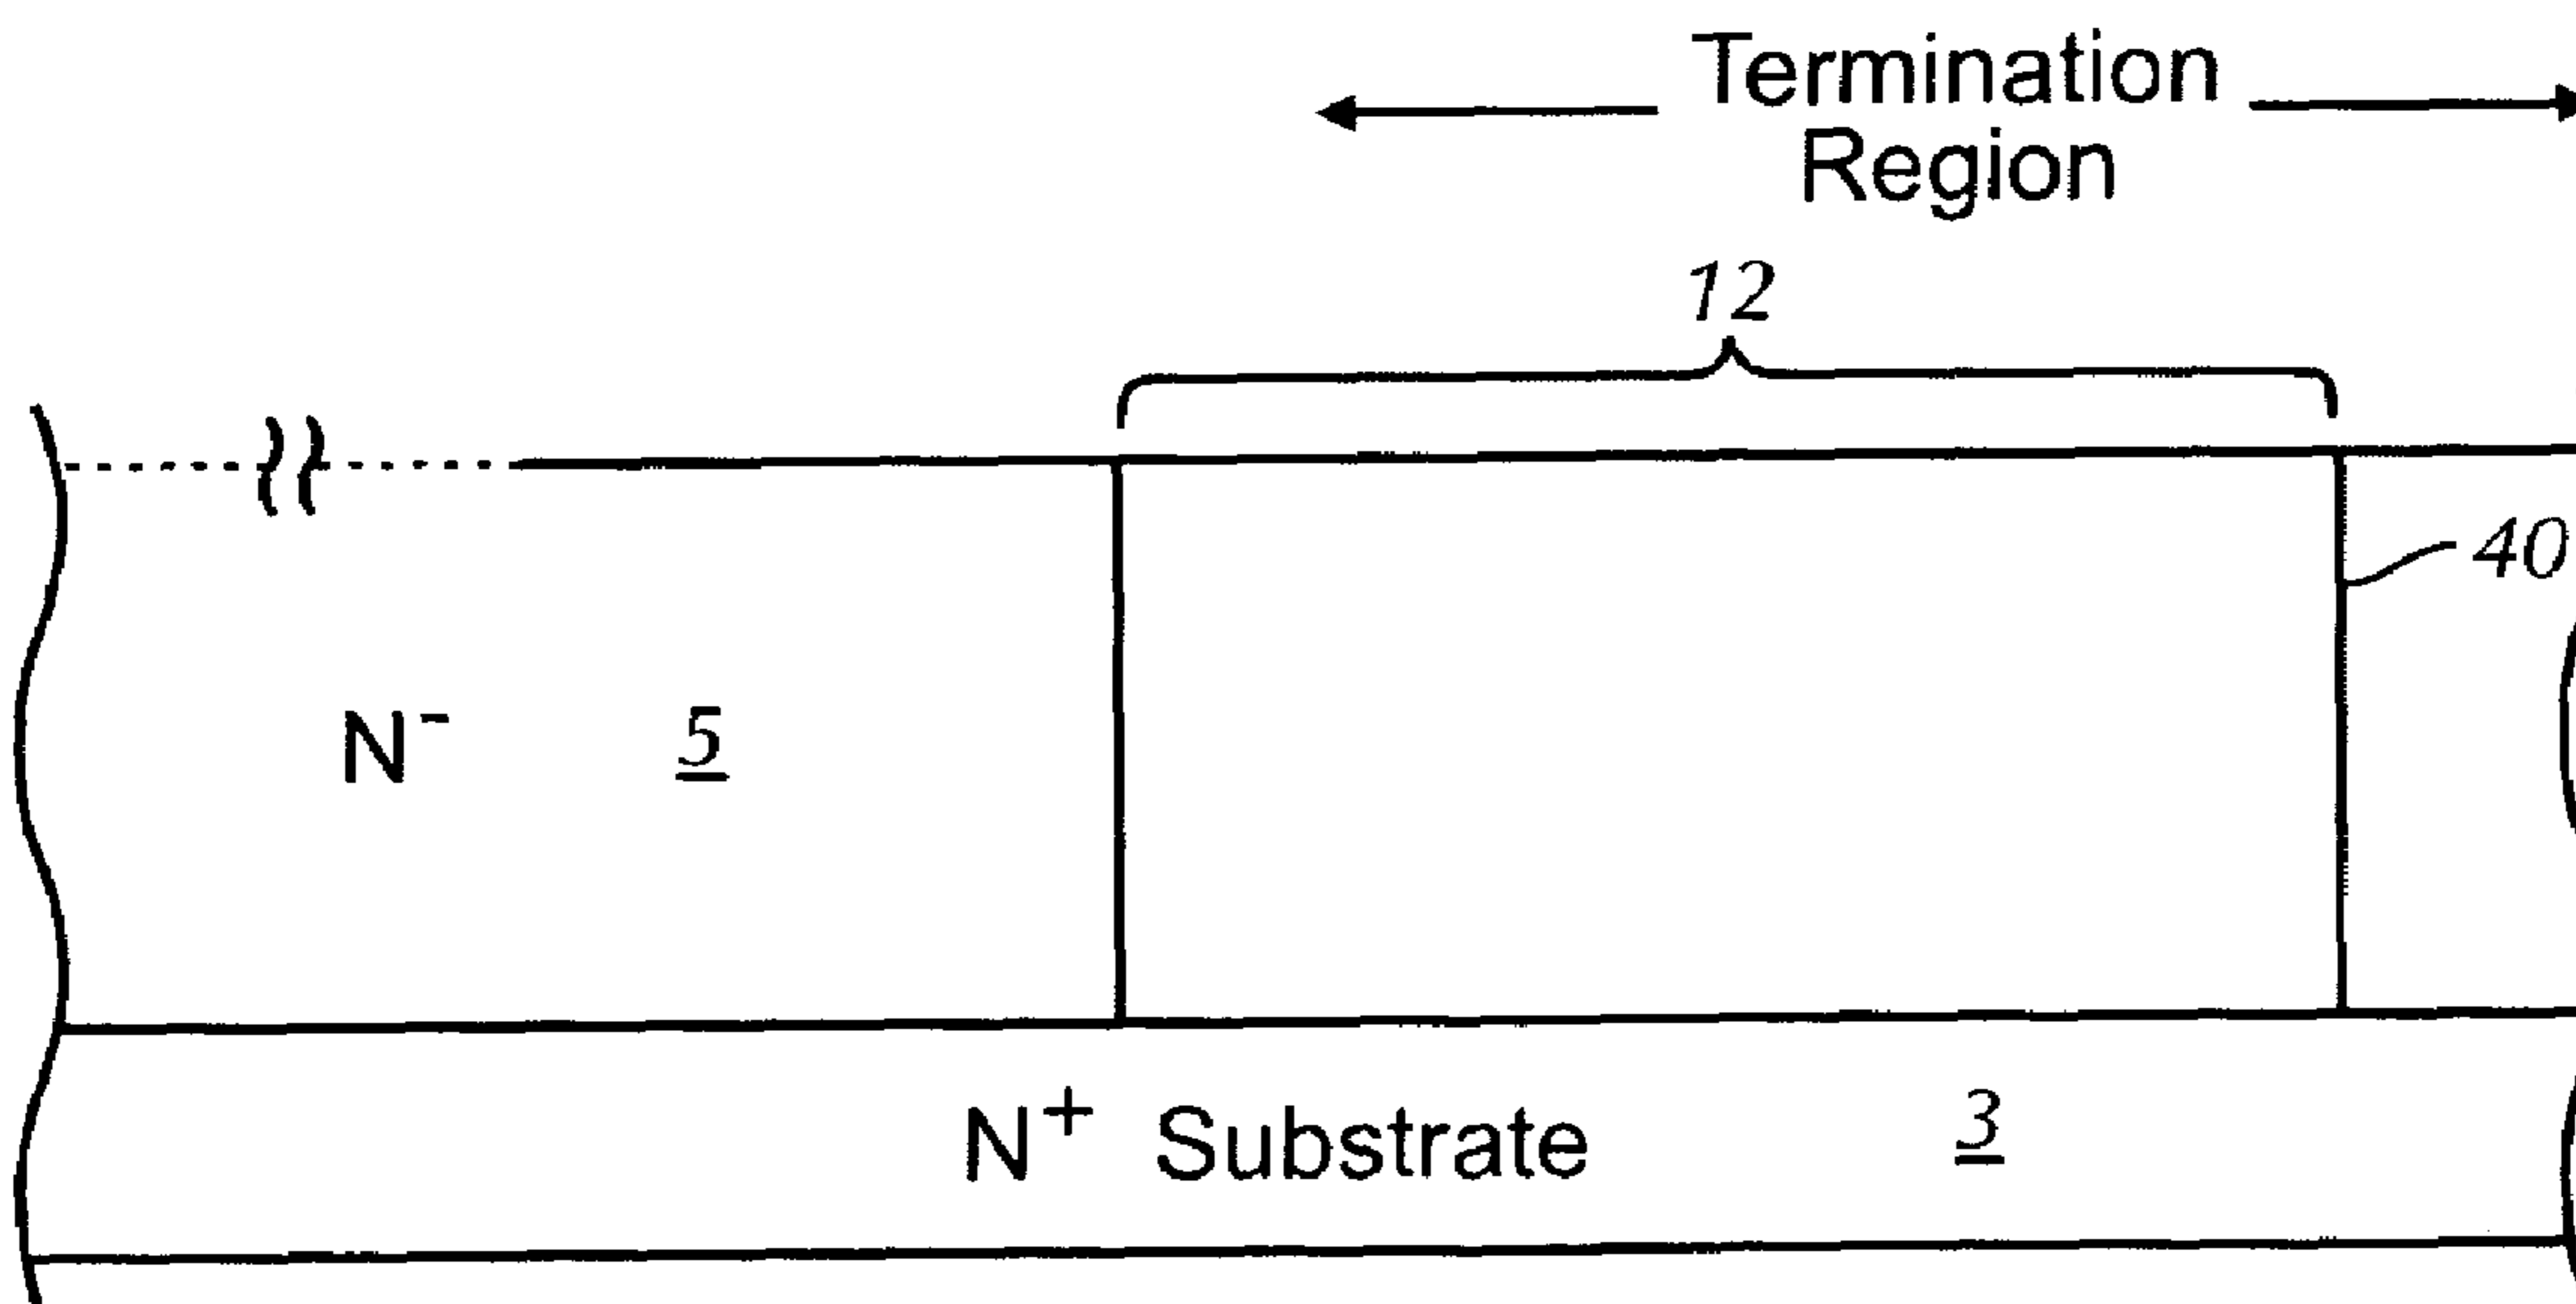 Termination
Region
12
40
N⁻ 5
N⁺ Substrate 3